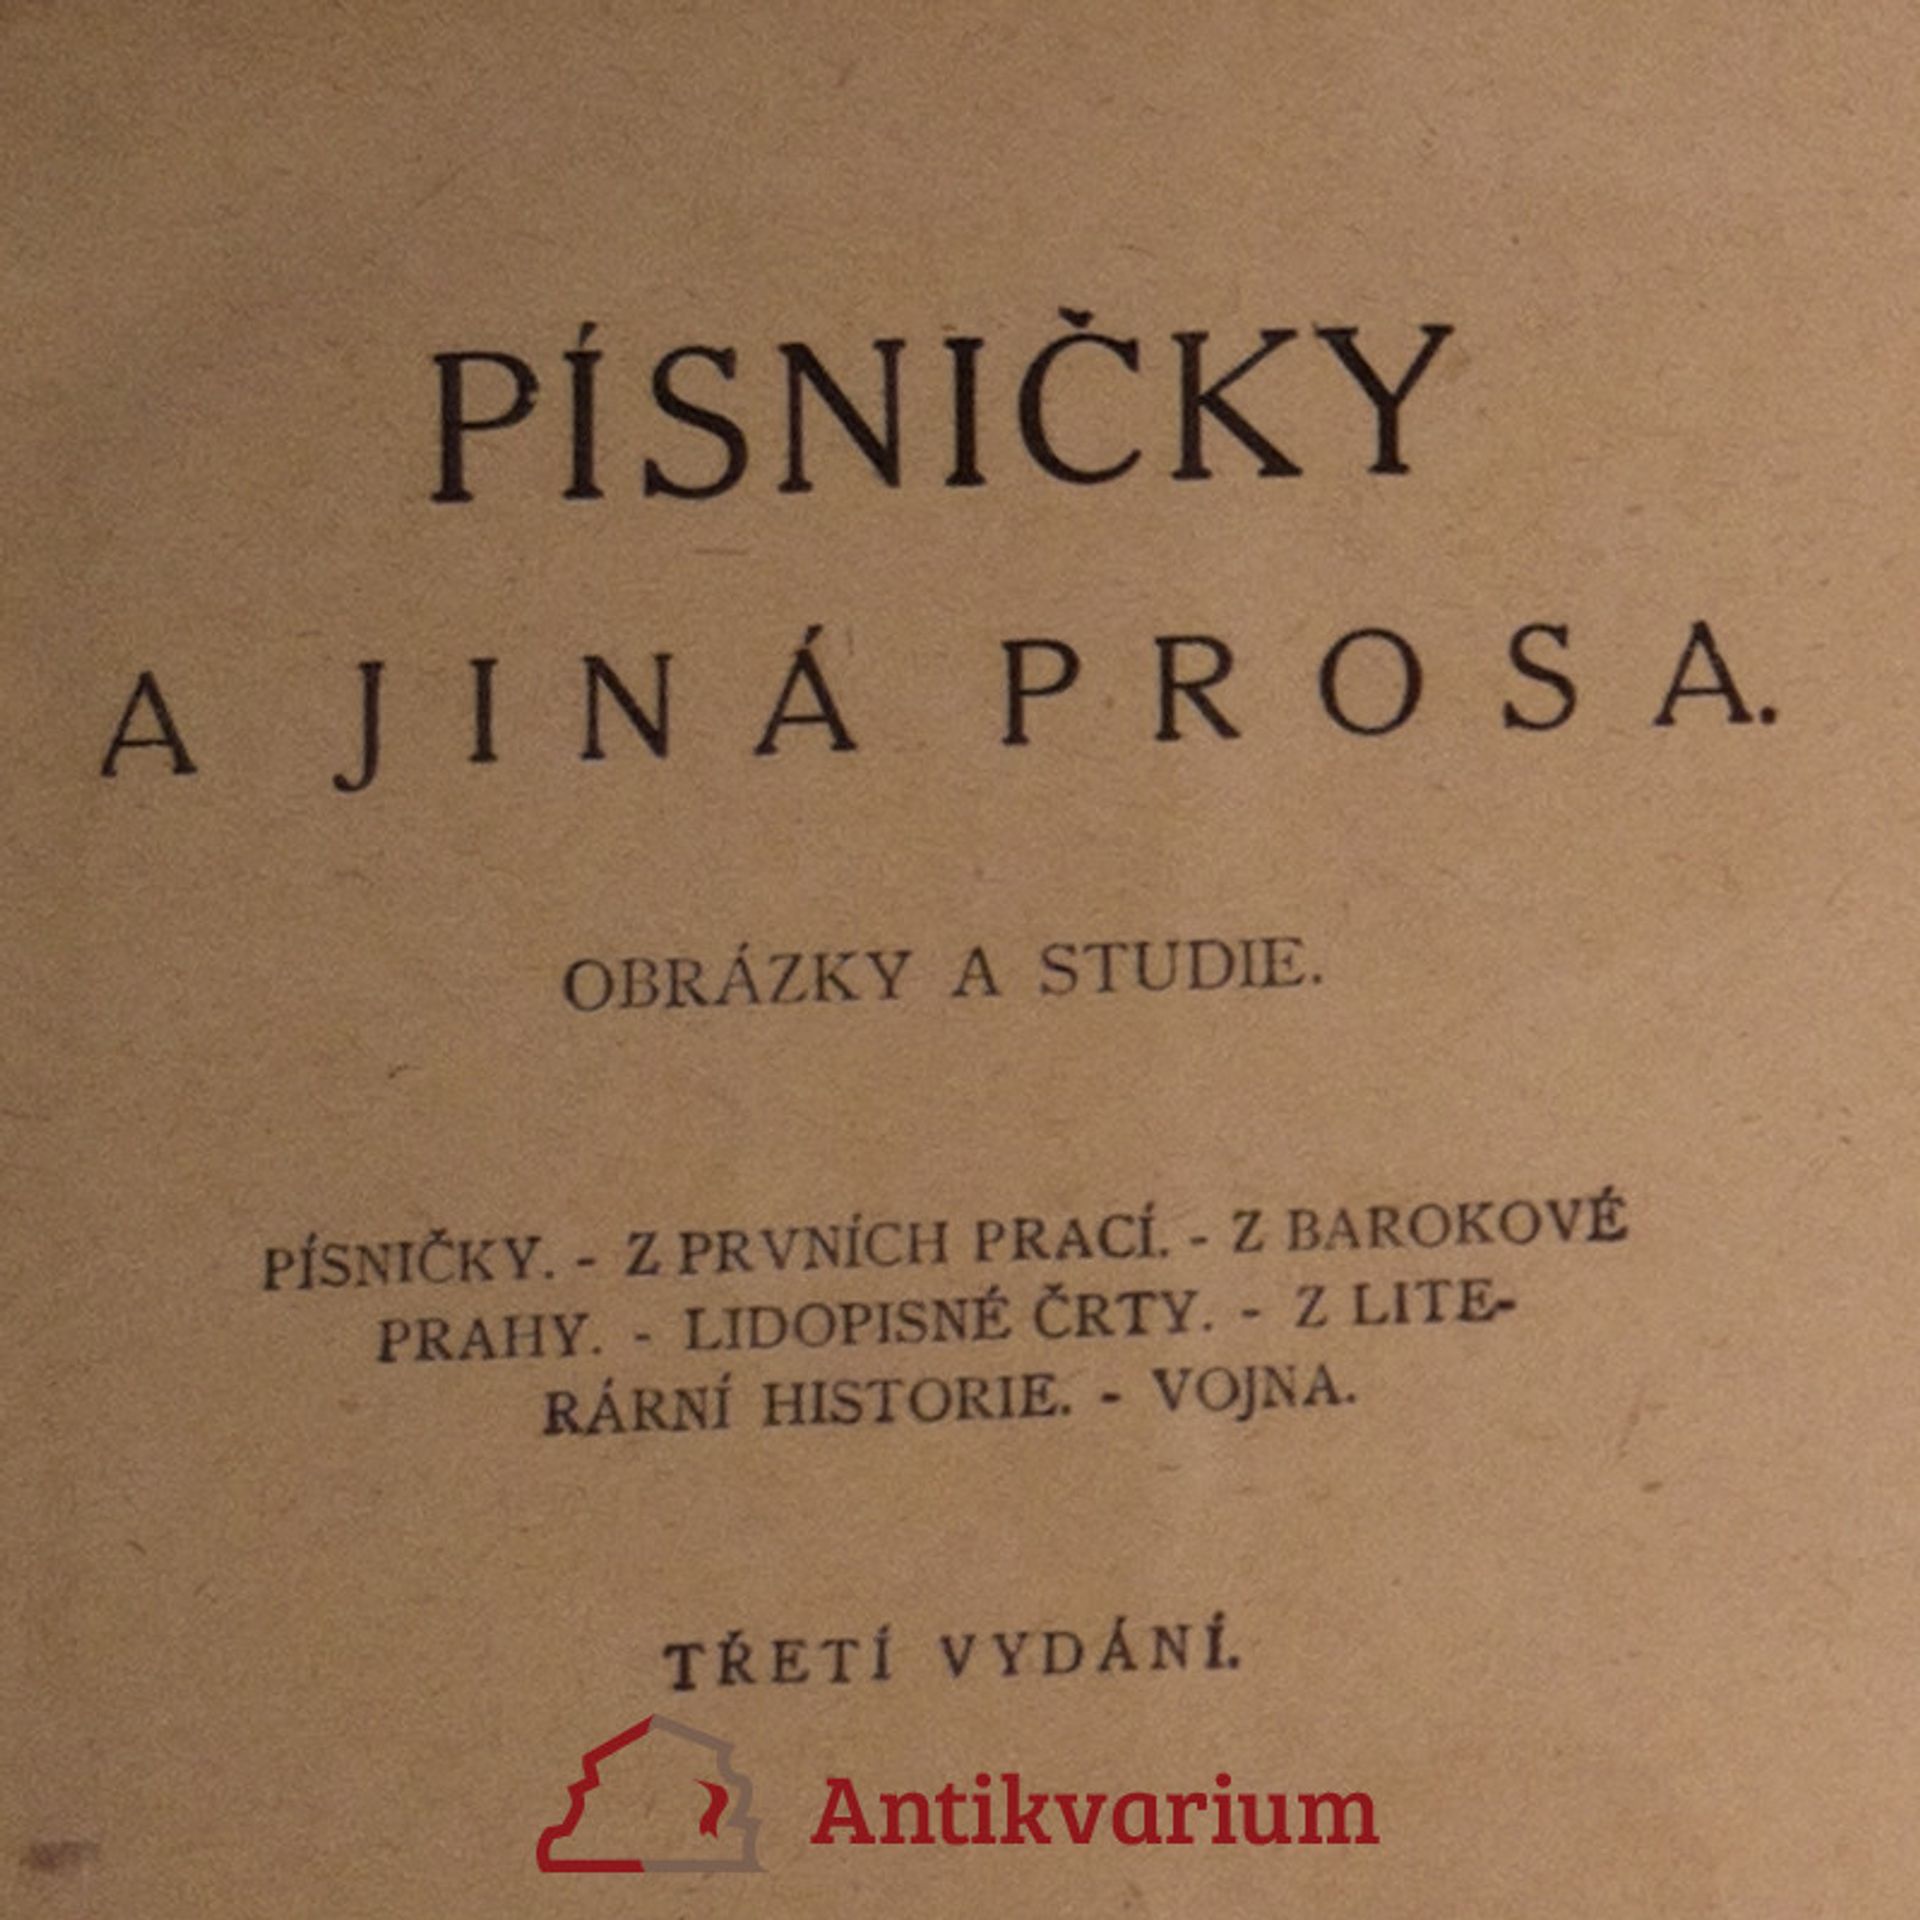 PÍSNIČKY
A JINÁ PROSA.
OBRÁZKY A STUDIE.
PÍSNIČKY. - Z PRVNÍCH PRACÍ. - Z BAROKOVÉ
PRAHY. - LIDOPISNÉ ČRTY. - Z LITE-
RÁRNÍ HISTORIE. - VOJNA.
TŘETÍ VYDÁNÍ.
Antikvarium